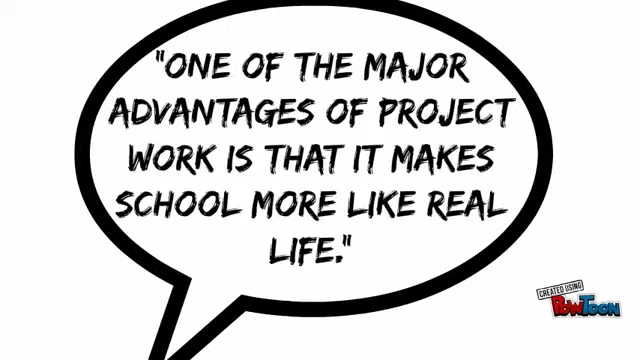 "ONE OF THE MAJOR
ADVANTAGES OF PROJECT
WORK IS THAT IT MAKES
SCHOOL MORE LIKE REAL
LIFE."
CREATED USING
POWTOON